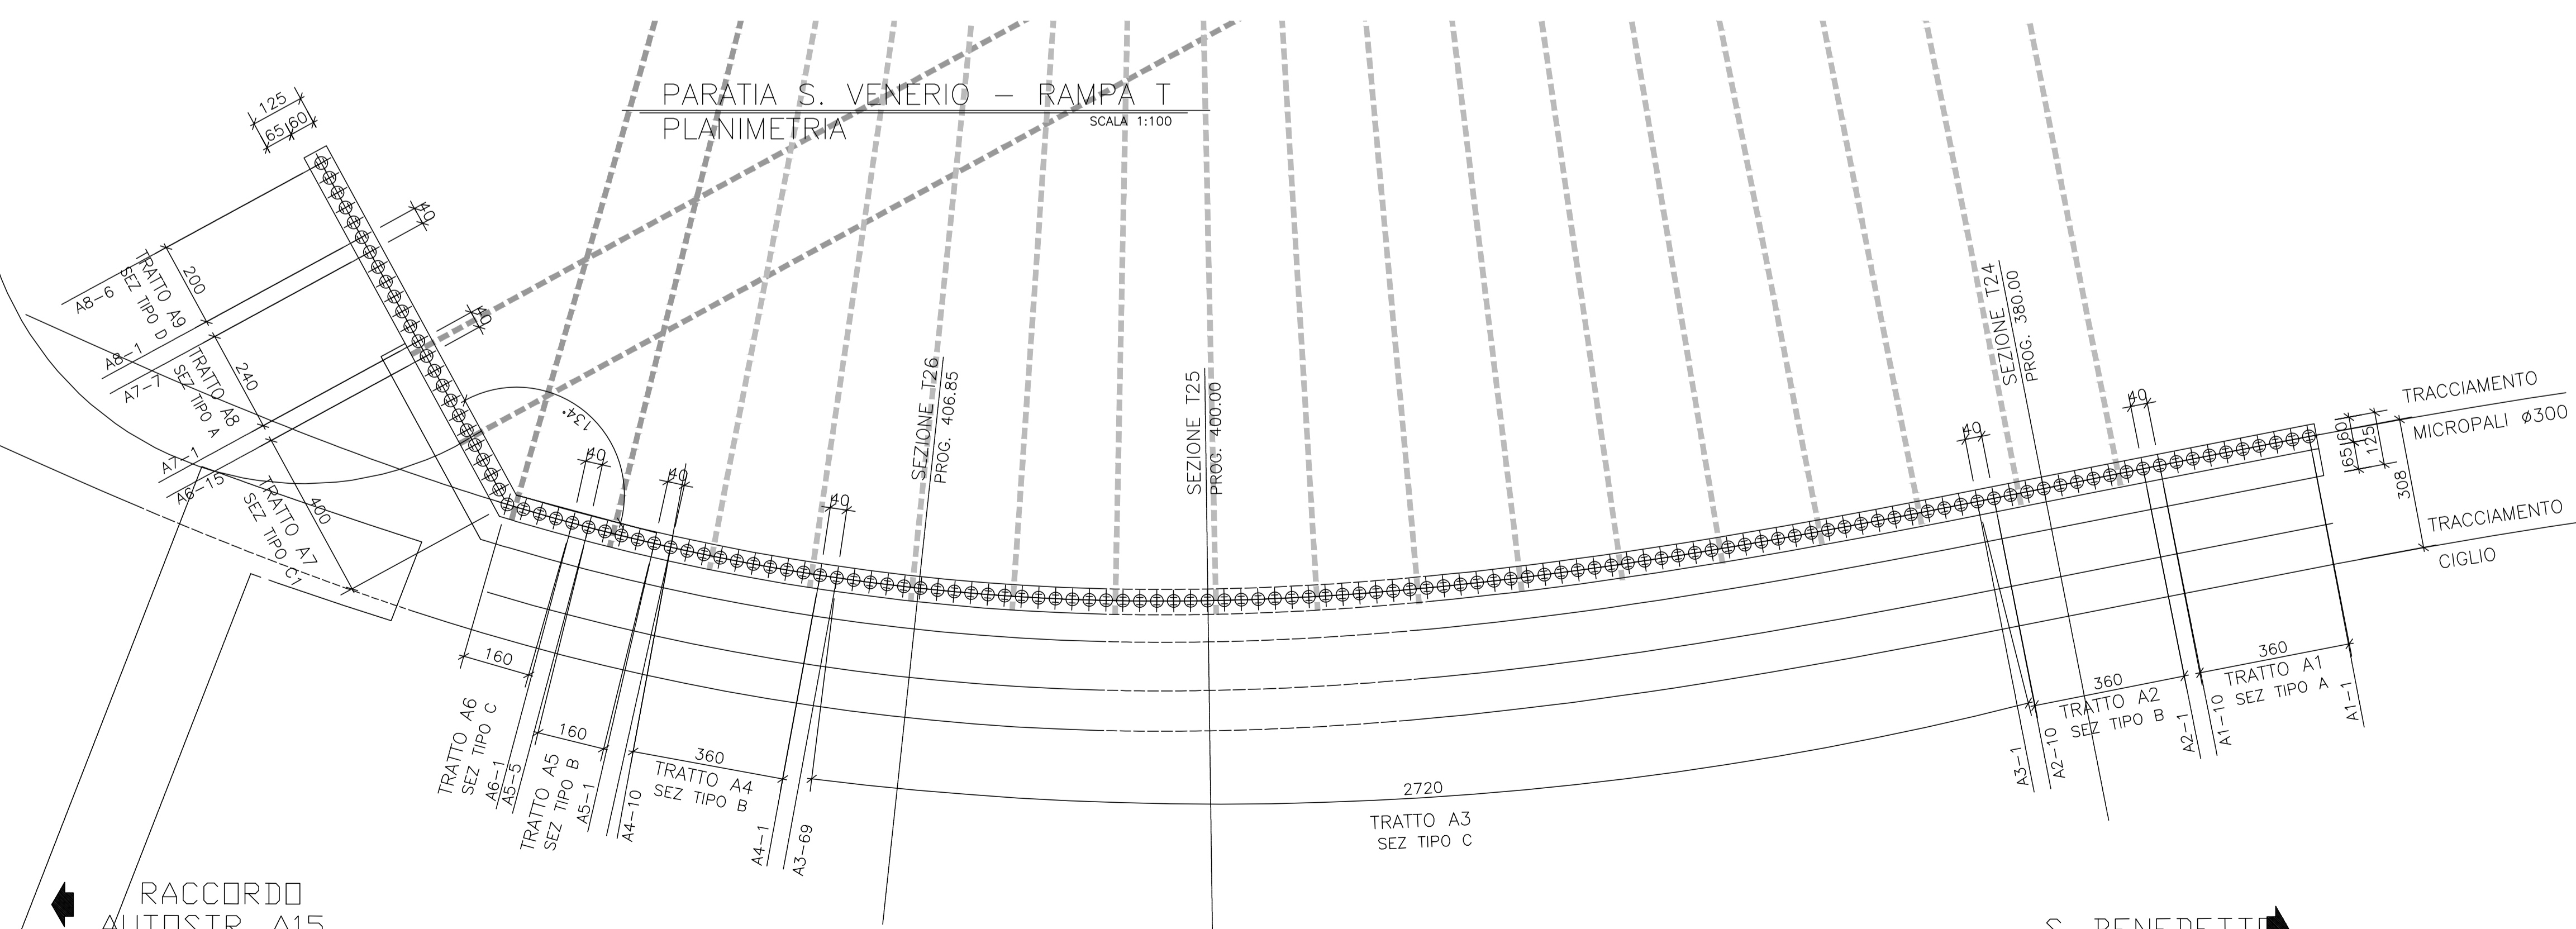 PARATIA S. VENERIO – RAMPA T
PLANIMETRIA
SCALA 1:100
125
65
60
40
200
TRATTO A9
SEZ TIPO D
A8-6
A8-1
240
TRATTO A8
SEZ TIPO A
A7-7
40
A7-1
A6-15
400
TRATTO A7
SEZ TIPO C1
134°
40
40
40
160
TRATTO A6
SEZ TIPO C
A6-1
A5-5
160
TRATTO A5
SEZ TIPO B
A5-1
A4-10
360
TRATTO A4
SEZ TIPO B
A4-1
A3-69
SEZIONE T26
PROG. 406.85
SEZIONE T25
PROG. 400.00
SEZIONE T24
PROG. 380.00
2720
TRATTO A3
SEZ TIPO C
40
40
A3-1
A2-10
360
TRATTO A2
SEZ TIPO B
A2-1
A1-10
360
TRATTO A1
SEZ TIPO A
A1-1
65
60
125
308
TRACCIAMENTO
MICROPALI Ø300
TRACCIAMENTO
CIGLIO
RACCORDO
AUTOSTR. A15
S. BENEDETTO